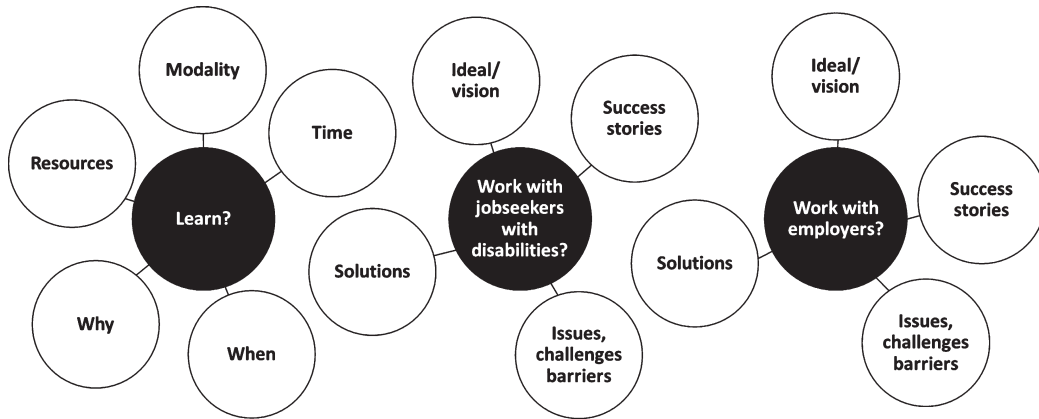 Modality
Time
Resources
Learn?
Why
When
Ideal/
vision
Success
stories
Work with
jobseekers
with
disabilities?
Solutions
Issues,
challenges
barriers
Ideal/
vision
Success
stories
Work with
employers?
Solutions
Issues,
challenges
barriers